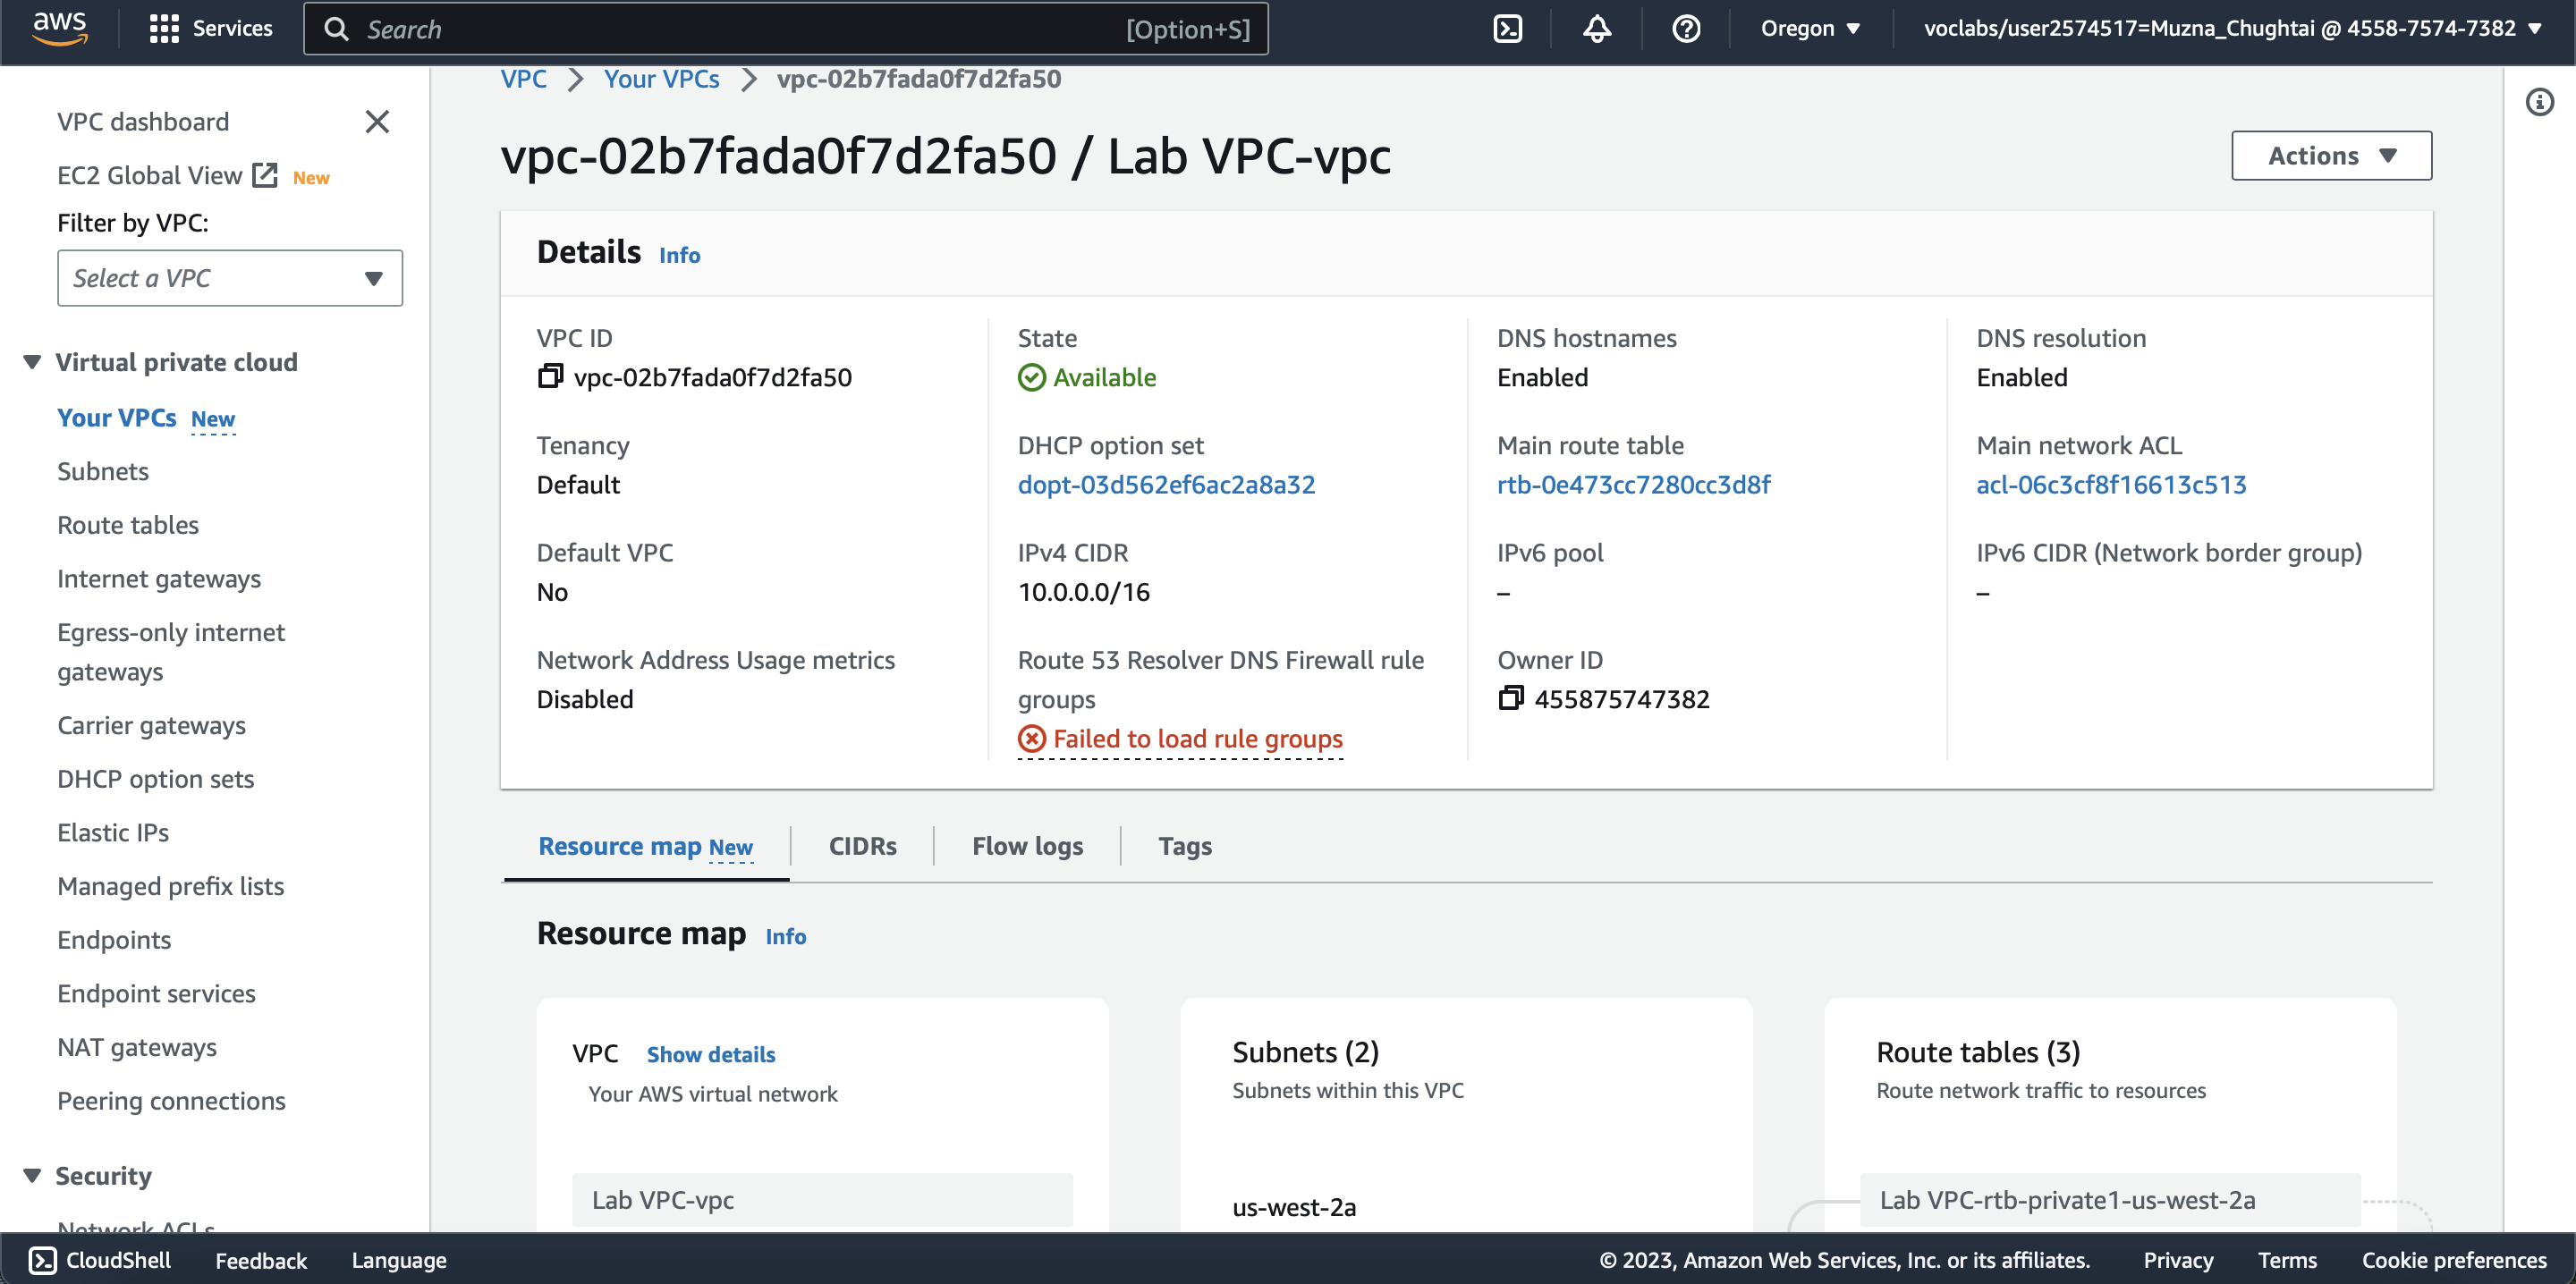 aws
Services
Search
[Option+S]
Oregon
voclabs/user2574517=Muzna_Chughtai @ 4558-7574-7382
VPC dashboard
EC2 Global View New
Filter by VPC:
Select a VPC
Virtual private cloud
Your VPCs New
Subnets
Route tables
Internet gateways
Egress-only internet
gateways
Carrier gateways
DHCP option sets
Elastic IPs
Managed prefix lists
Endpoints
Endpoint services
NAT gateways
Peering connections
Security
Network ACLs
VPC > Your VPCs > vpc-02b7fada0f7d2fa50
vpc-02b7fada0f7d2fa50 / Lab VPC-vpc
Actions
Details Info
VPC ID
vpc-02b7fada0f7d2fa50
State
Available
DNS hostnames
Enabled
DNS resolution
Enabled
Tenancy
Default
DHCP option set
dopt-03d562ef6ac2a8a32
Main route table
rtb-0e473cc7280cc3d8f
Main network ACL
acl-06c3cf8f16613c513
Default VPC
No
IPv4 CIDR
10.0.0.0/16
IPv6 pool
–
IPv6 CIDR (Network border group)
–
Network Address Usage metrics
Disabled
Route 53 Resolver DNS Firewall rule
groups
Failed to load rule groups
Owner ID
455875747382
Resource map New
CIDRs
Flow logs
Tags
Resource map Info
VPC Show details
Your AWS virtual network
Lab VPC-vpc
Subnets (2)
Subnets within this VPC
us-west-2a
Route tables (3)
Route network traffic to resources
Lab VPC-rtb-private1-us-west-2a
CloudShell
Feedback
Language
© 2023, Amazon Web Services, Inc. or its affiliates.
Privacy
Terms
Cookie preferences